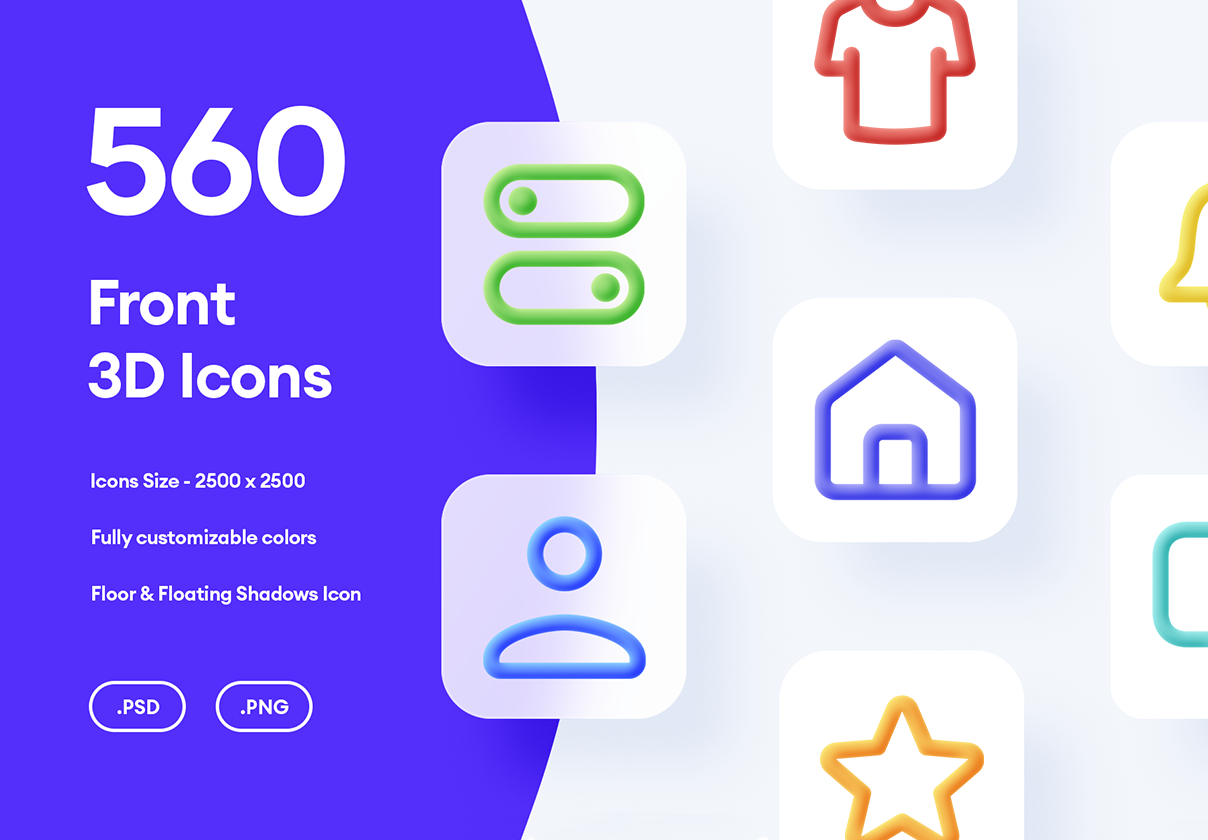 560
Front
3D Icons
Icons Size - 2500 x 2500
Fully customizable colors
Floor & Floating Shadows Icon
.PSD
.PNG